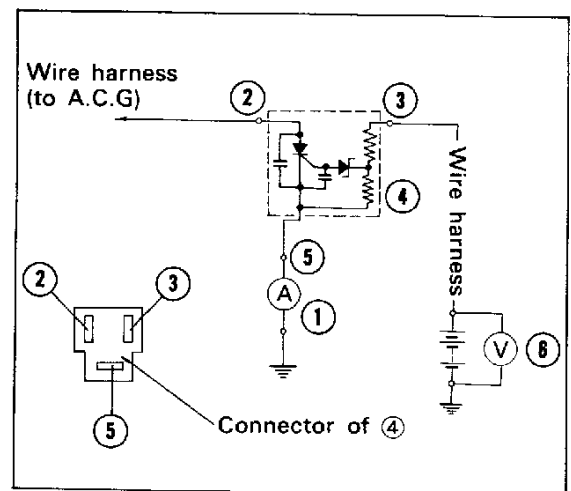 Wire harness
(to A.C.G)
2
3
4
Wire harness
5
A
1
V
6
2
3
5
Connector of ④